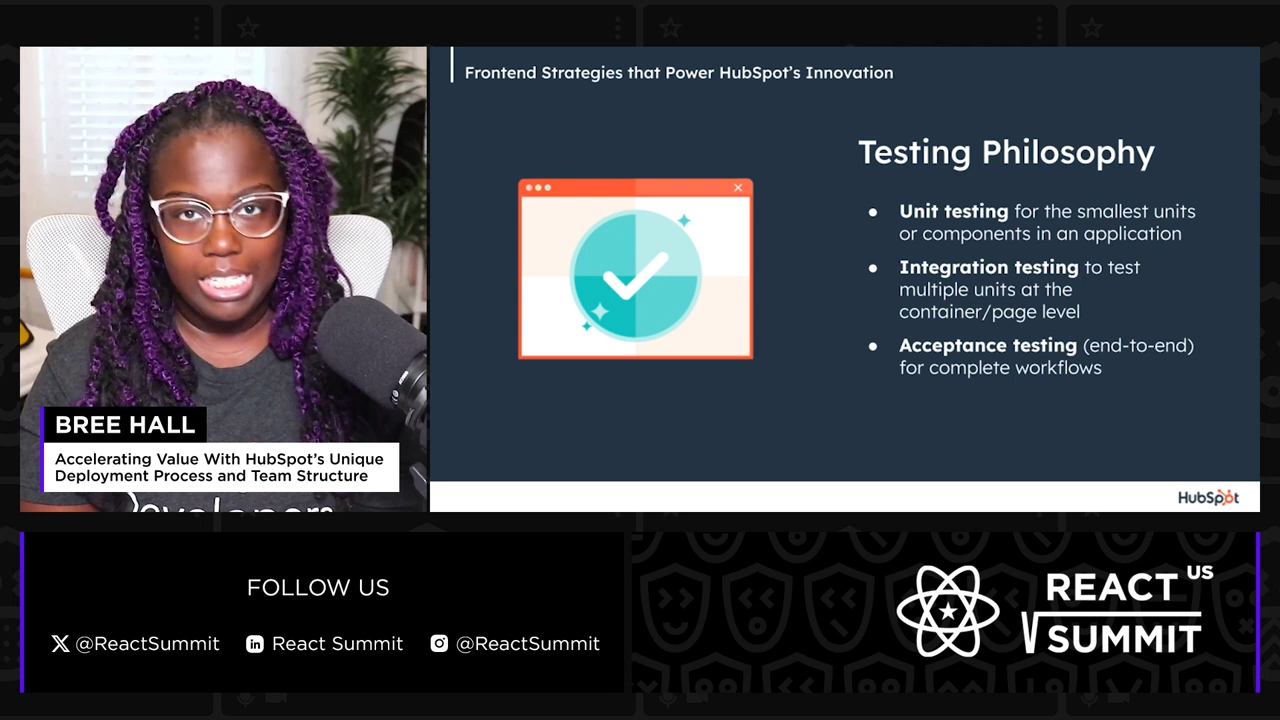 Frontend Strategies that Power HubSpot's Innovation
Testing Philosophy
● Unit testing for the smallest units
or components in an application
● Integration testing to test
multiple units at the
container/page level
● Acceptance testing (end-to-end)
for complete workflows
HubSpot
BREE HALL
Accelerating Value With HubSpot's Unique
Deployment Process and Team Structure
Developers
FOLLOW US
@ReactSummit
React Summit
@ReactSummit
REACT US
SUMMIT